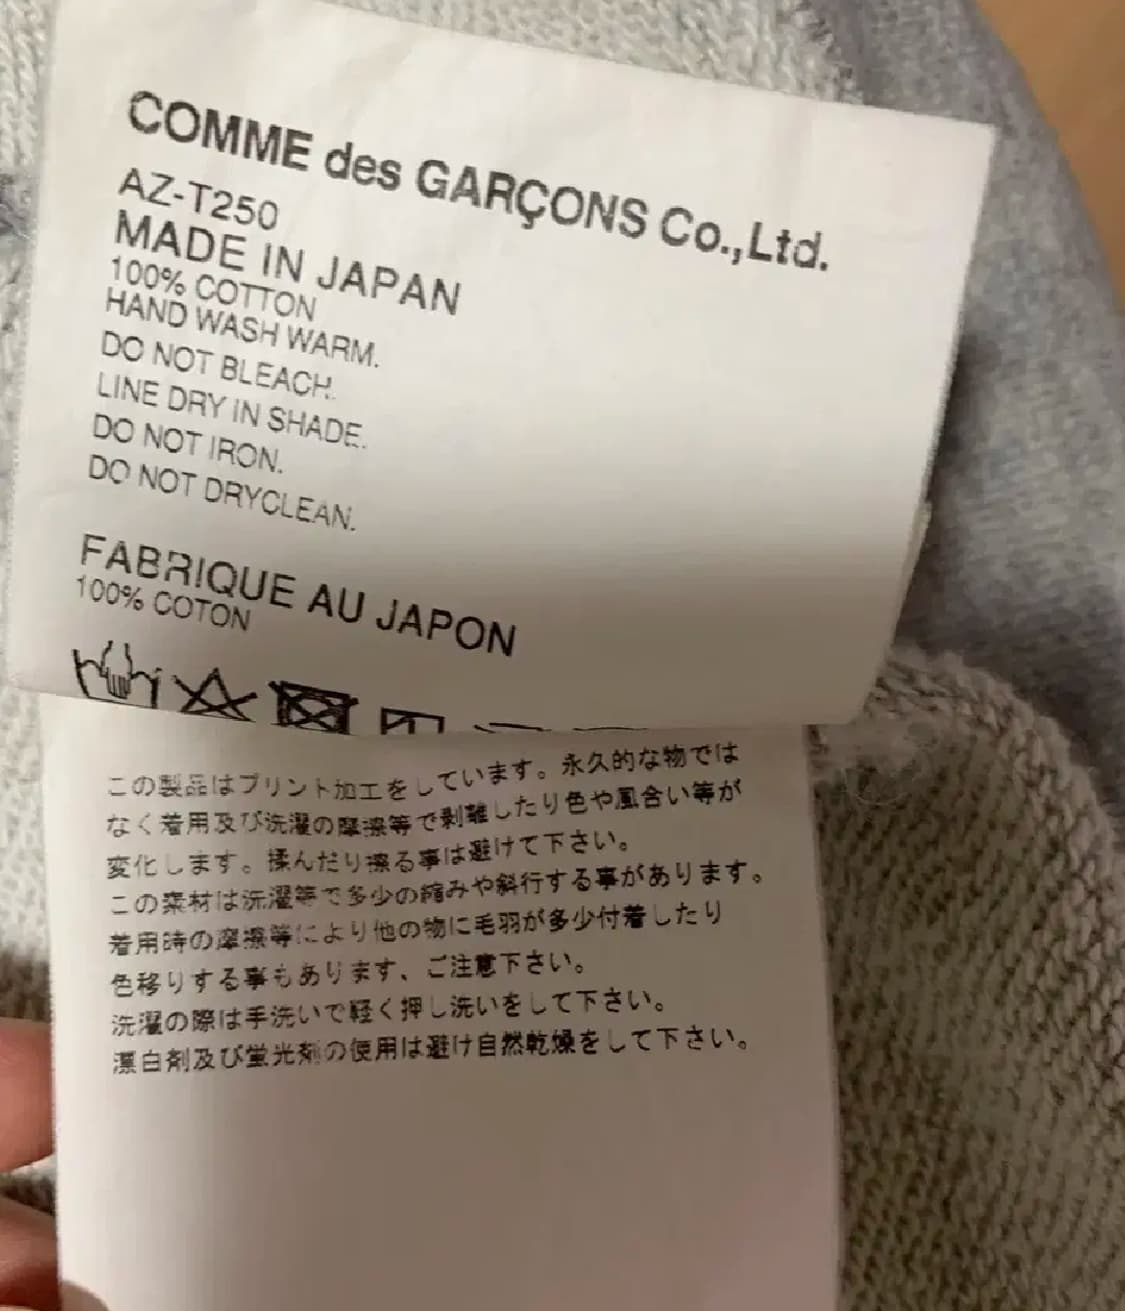 COMME des GARÇONS Co.,Ltd.
AZ-T250
MADE IN JAPAN
100% COTTON
HAND WASH WARM.
DO NOT BLEACH.
LINE DRY IN SHADE.
DO NOT IRON.
DO NOT DRYCLEAN.
FABRIQUE AU JAPON
100% COTON
この製品はプリント加工をしています。永久的な物では
なく着用及び洗濯の摩擦等で剥離したり色や風合い等が
変化します。揉んだり擦る事は避けて下さい。
この素材は洗濯等で多少の縮みや斜行する事があります。
着用時の摩擦等により他の物に毛羽が多少付着したり
色移りする事もあります、ご注意下さい。
洗濯の際は手洗いで軽く押し洗いをして下さい。
漂白剤及び蛍光剤の使用は避け自然乾燥をして下さい。